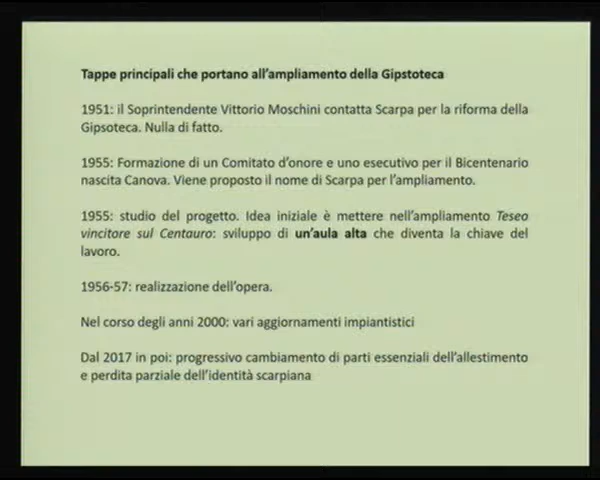 Tappe principali che portano all'ampliamento della Gipstoteca
1951: il Soprintendente Vittorio Moschini contatta Scarpa per la riforma della
Gipsoteca. Nulla di fatto.
1955: Formazione di un Comitato d'onore e uno esecutivo per il Bicentenario
nascita Canova. Viene proposto il nome di Scarpa per l'ampliamento.
1955: studio del progetto. Idea iniziale è mettere nell'ampliamento Teseo
vincitore sul Centauro: sviluppo di un'aula alta che diventa la chiave del
lavoro.
1956-57: realizzazione dell'opera.
Nel corso degli anni 2000: vari aggiornamenti impiantistici
Dal 2017 in poi: progressivo cambiamento di parti essenziali dell'allestimento
e perdita parziale dell'identità scarpiana